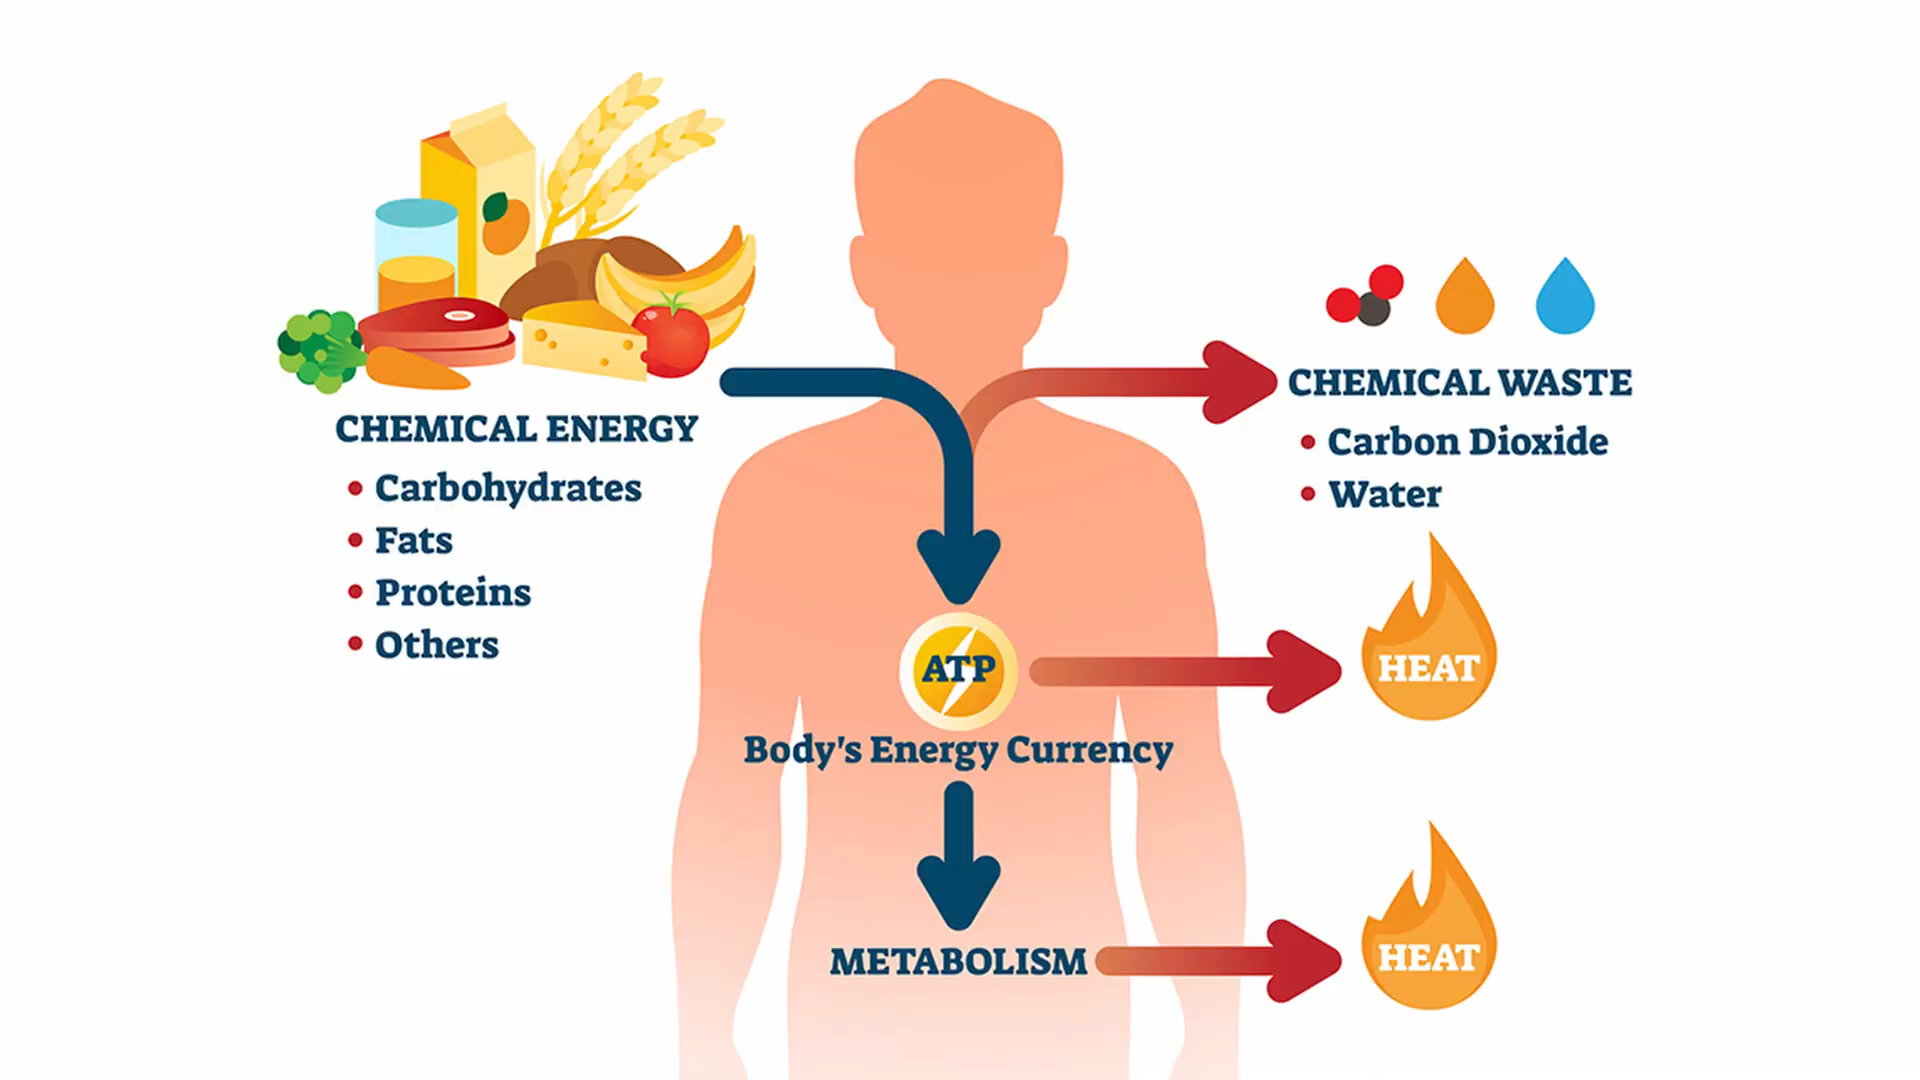 CHEMICAL ENERGY
• Carbohydrates
• Fats
• Proteins
• Others
CHEMICAL WASTE
• Carbon Dioxide
• Water
ATP
HEAT
Body's Energy Currency
METABOLISM
HEAT